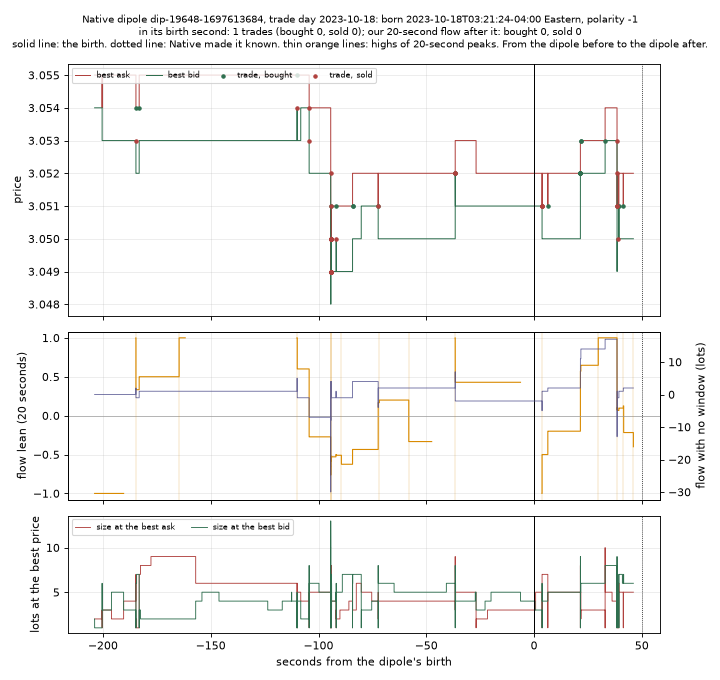 Native dipole dip-19648-1697613684, trade day 2023-10-18: born 2023-10-18T03:21:24-04:00 Eastern, polarity -1
in its birth second: 1 trades (bought 0, sold 0); our 20-second flow after it: bought 0, sold 0
solid line: the birth. dotted line: Native made it known. thin orange lines: highs of 20-second peaks. From the dipole before to the dipole after.
best ask
best bid
trade, bought
trade, sold
3.055
3.054
3.053
3.052
3.051
3.050
3.049
3.048
price
1.0
0.5
0.0
−0.5
−1.0
flow lean (20 seconds)
10
0
−10
−20
−30
flow with no window (lots)
size at the best ask
size at the best bid
10
5
lots at the best price
−200
−150
−100
−50
0
50
seconds from the dipole's birth